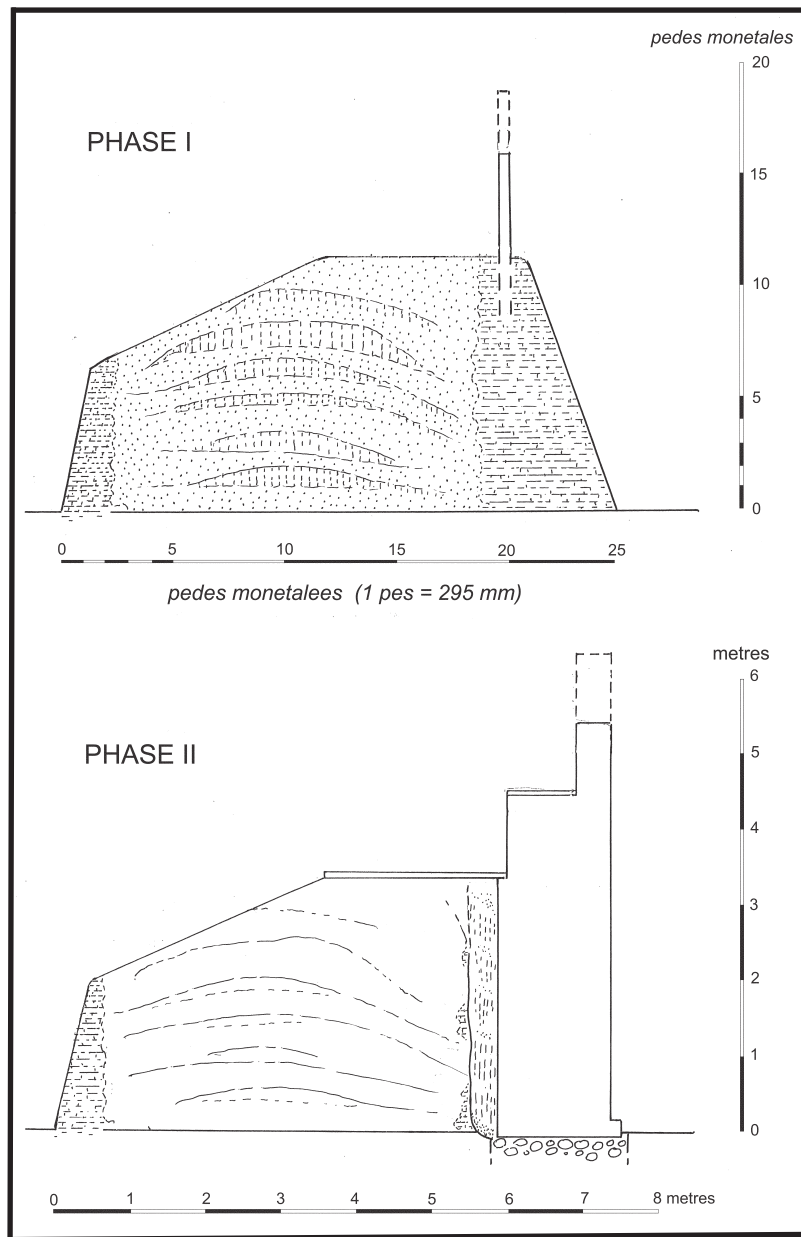 pedes monetales
20
PHASE I
15
10
5
0
0 5 10 15 20 25
pedes monetalees (1 pes = 295 mm)
metres
6
PHASE II
5
4
3
2
1
0
0 1 2 3 4 5 6 7 8 metres